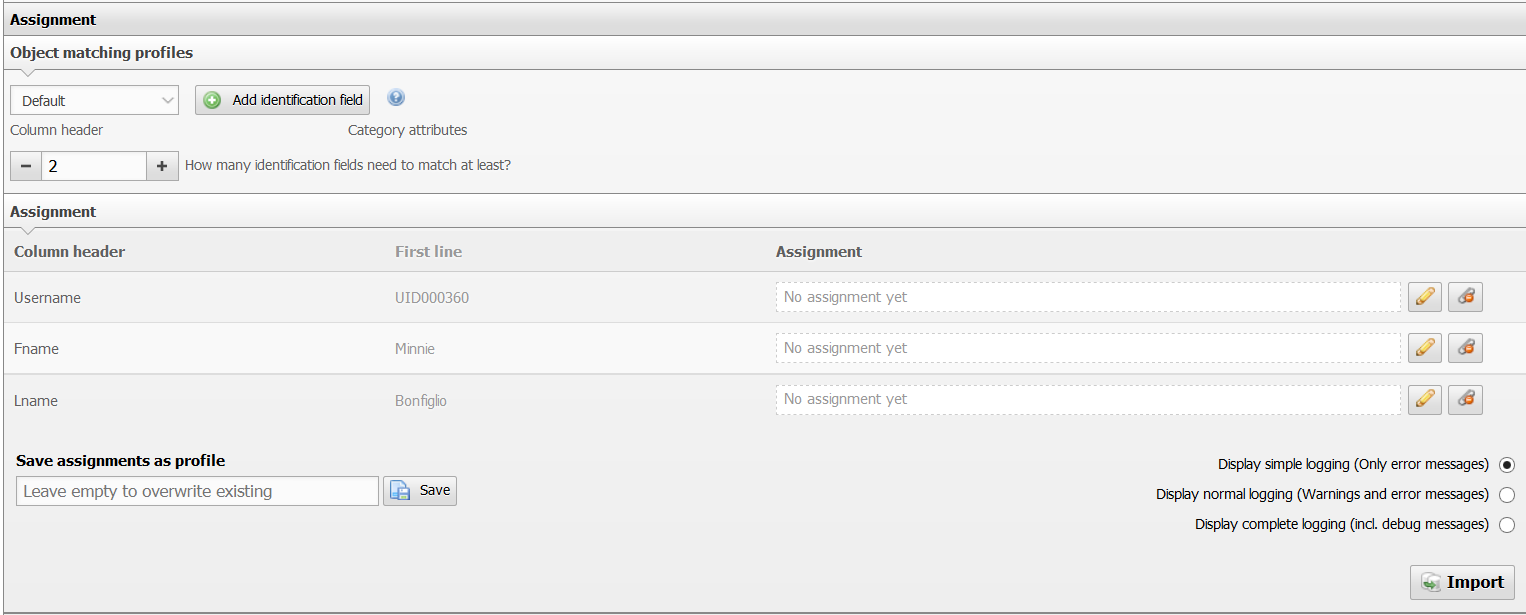 Assignment
Object matching profiles
Default Add identification field ?
Column header Category attributes
− 2 + How many identification fields need to match at least?
Assignment
Column header First line Assignment
Username UID000360 No assignment yet
Fname Minnie No assignment yet
Lname Bonfiglio No assignment yet
Save assignments as profile
Display simple logging (Only error messages)
Leave empty to overwrite existing Save
Display normal logging (Warnings and error messages)
Display complete logging (incl. debug messages)
Import